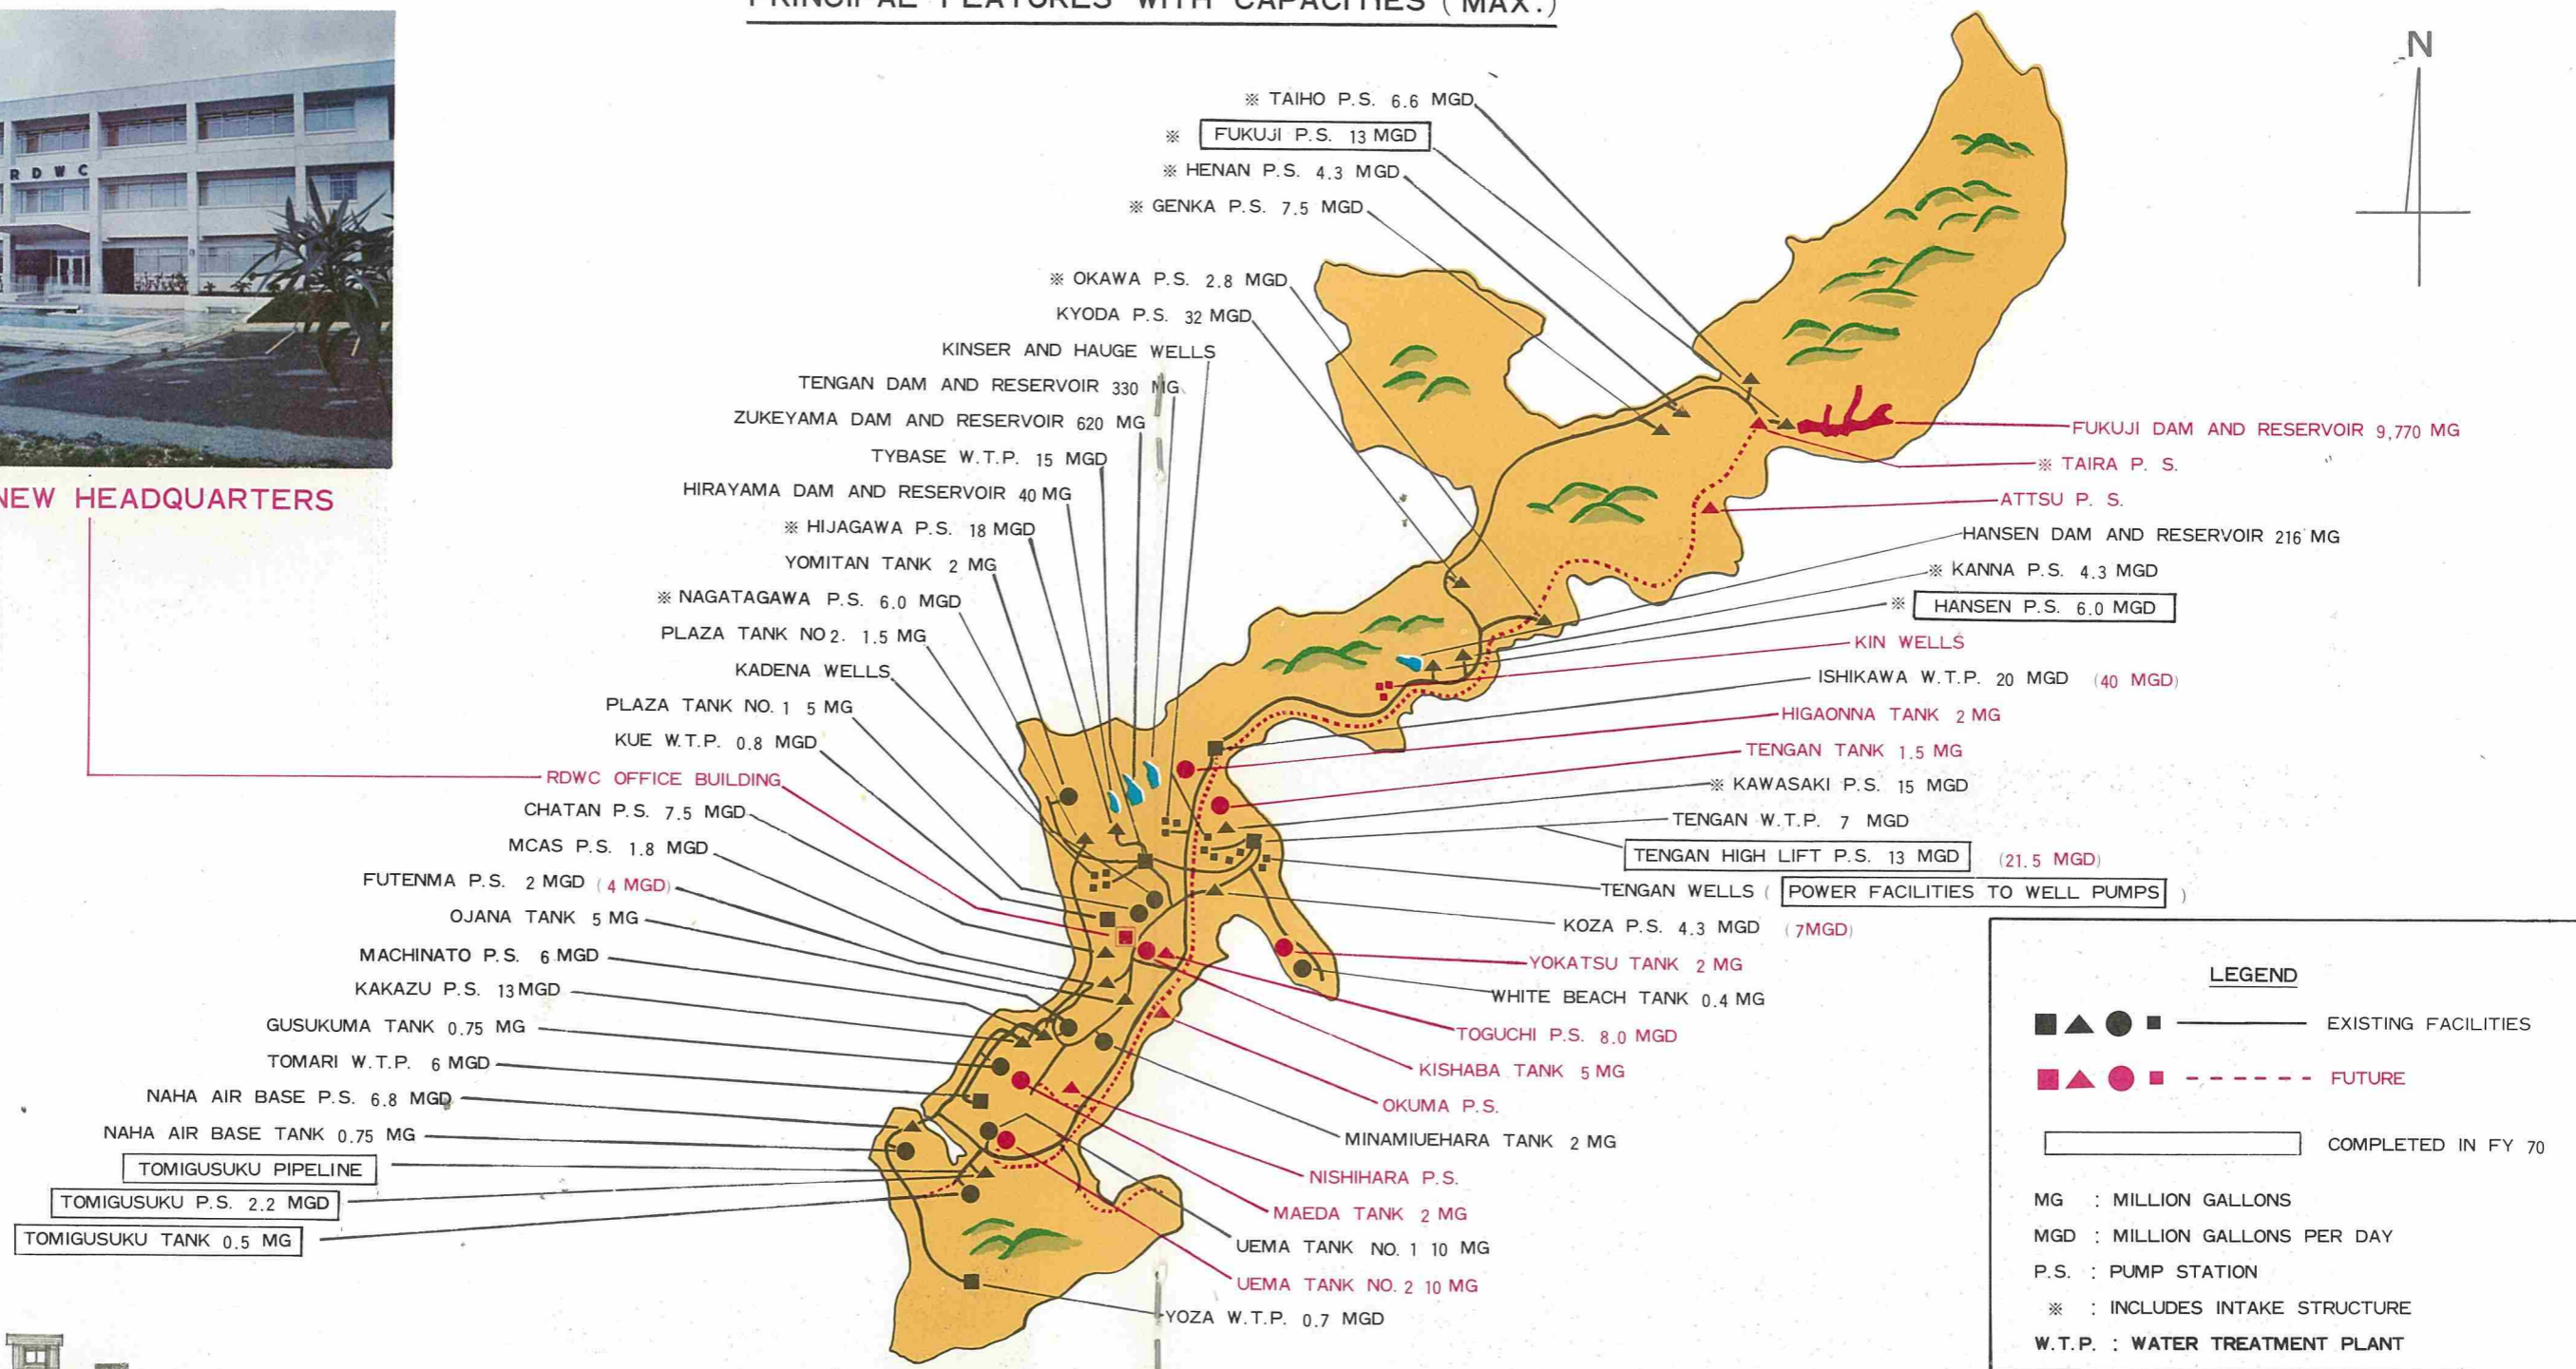 PRINCIPAL FEATURES WITH CAPACITIES (MAX.)
N
RDWC
NEW HEADQUARTERS
※ TAIHO P.S. 6.6 MGD
※ FUKUJI P.S. 13 MGD
※ HENAN P.S. 4.3 MGD
※ GENKA P.S. 7.5 MGD
※ OKAWA P.S. 2.8 MGD
KYODA P.S. 32 MGD
KINSER AND HAUGE WELLS
TENGAN DAM AND RESERVOIR 330 MG
ZUKEYAMA DAM AND RESERVOIR 620 MG
TYBASE W.T.P. 15 MGD
HIRAYAMA DAM AND RESERVOIR 40 MG
※ HIJAGAWA P.S. 18 MGD
YOMITAN TANK 2 MG
※ NAGATAGAWA P.S. 6.0 MGD
PLAZA TANK NO 2. 1.5 MG
KADENA WELLS
PLAZA TANK NO. 1 5 MG
KUE W.T.P. 0.8 MGD
RDWC OFFICE BUILDING
CHATAN P.S. 7.5 MGD
MCAS P.S. 1.8 MGD
FUTENMA P.S. 2 MGD (4 MGD)
OJANA TANK 5 MG
MACHINATO P.S. 6 MGD
KAKAZU P.S. 13 MGD
GUSUKUMA TANK 0.75 MG
TOMARI W.T.P. 6 MGD
NAHA AIR BASE P.S. 6.8 MGD
NAHA AIR BASE TANK 0.75 MG
TOMIGUSUKU PIPELINE
TOMIGUSUKU P.S. 2.2 MGD
TOMIGUSUKU TANK 0.5 MG
FUKUJI DAM AND RESERVOIR 9,770 MG
※ TAIRA P. S.
ATTSU P. S.
HANSEN DAM AND RESERVOIR 216 MG
※ KANNA P.S. 4.3 MGD
※ HANSEN P.S. 6.0 MGD
KIN WELLS
ISHIKAWA W.T.P. 20 MGD (40 MGD)
HIGAONNA TANK 2 MG
TENGAN TANK 1.5 MG
※ KAWASAKI P.S. 15 MGD
TENGAN W.T.P. 7 MGD
TENGAN HIGH LIFT P.S. 13 MGD (21.5 MGD)
TENGAN WELLS ( POWER FACILITIES TO WELL PUMPS )
KOZA P.S. 4.3 MGD (7MGD)
YOKATSU TANK 2 MG
WHITE BEACH TANK 0.4 MG
TOGUCHI P.S. 8.0 MGD
KISHABA TANK 5 MG
OKUMA P.S.
MINAMIUEHARA TANK 2 MG
NISHIHARA P.S.
MAEDA TANK 2 MG
UEMA TANK NO. 1 10 MG
UEMA TANK NO. 2 10 MG
YOZA W.T.P. 0.7 MGD
LEGEND
EXISTING FACILITIES
FUTURE
COMPLETED IN FY 70
MG : MILLION GALLONS
MGD : MILLION GALLONS PER DAY
P.S. : PUMP STATION
※ : INCLUDES INTAKE STRUCTURE
W.T.P. : WATER TREATMENT PLANT